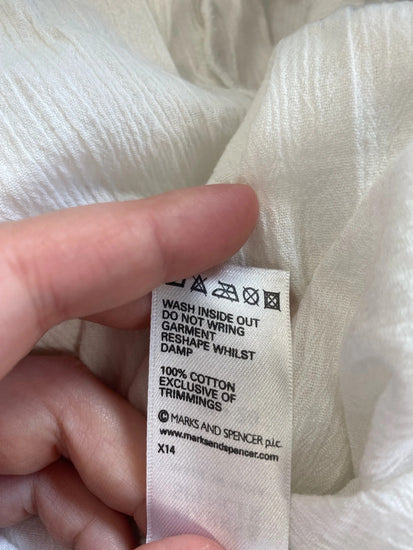 WASH INSIDE OUT
DO NOT WRING
GARMENT
RESHAPE WHILST
DAMP
100% COTTON
EXCLUSIVE OF
TRIMMINGS
© MARKS AND SPENCER p.l.c.
www.marksandspencer.com
X14